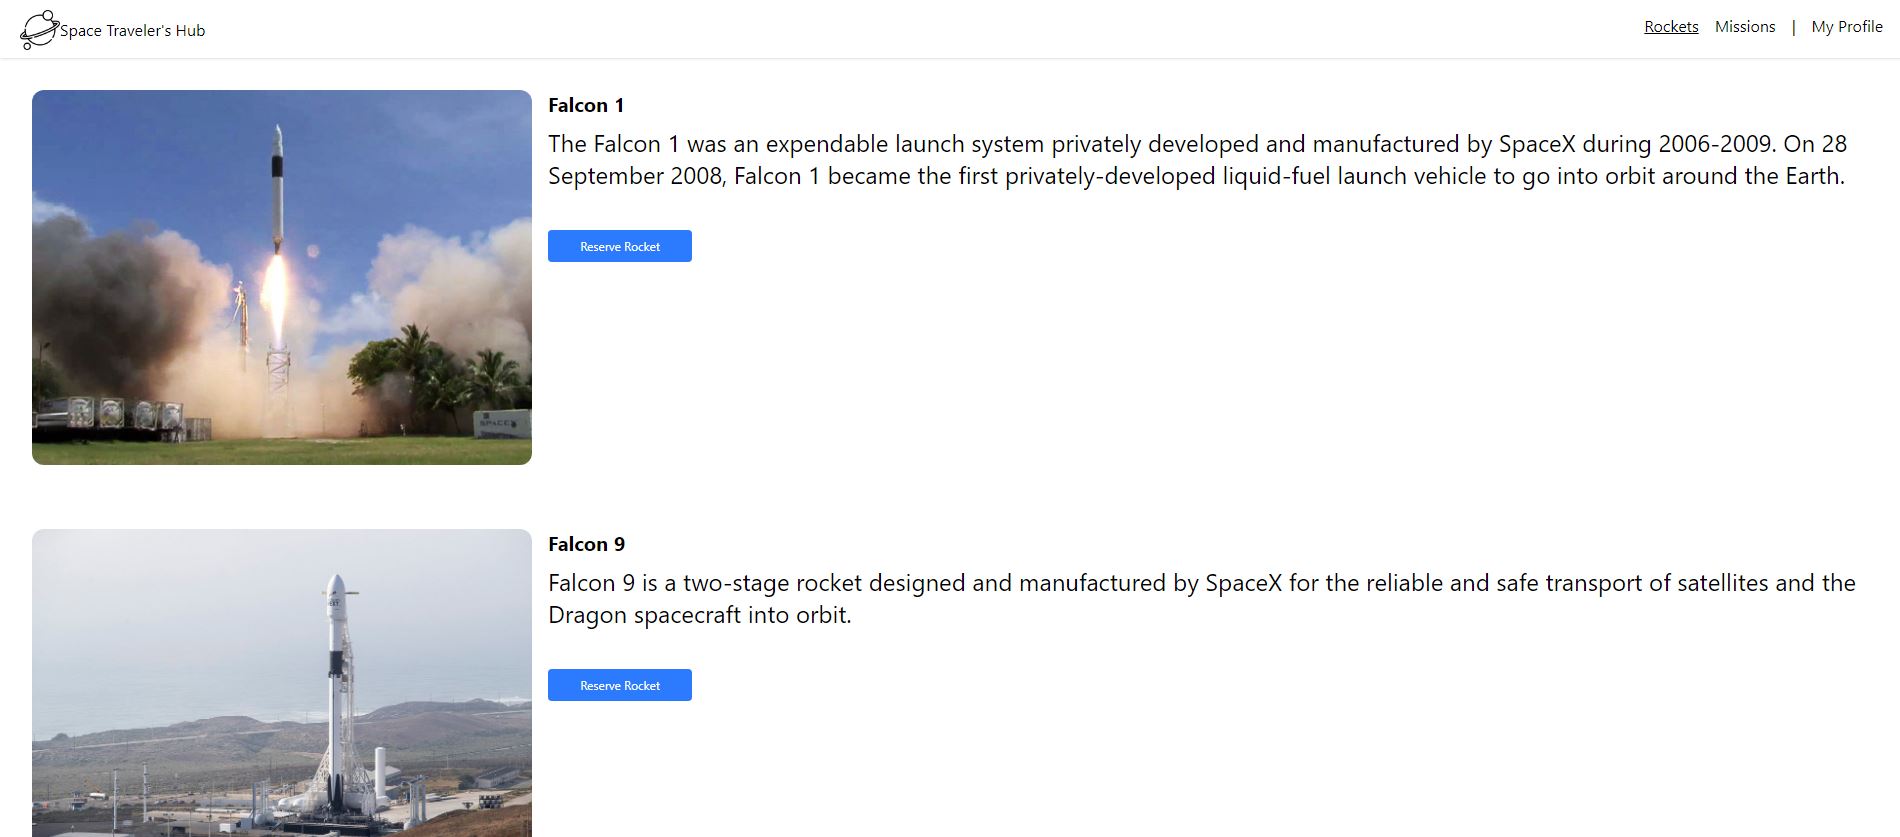 Space Traveler's Hub
Rockets Missions | My Profile
Falcon 1
The Falcon 1 was an expendable launch system privately developed and manufactured by SpaceX during 2006-2009. On 28
September 2008, Falcon 1 became the first privately-developed liquid-fuel launch vehicle to go into orbit around the Earth.
Reserve Rocket
SPACEX
Falcon 9
Falcon 9 is a two-stage rocket designed and manufactured by SpaceX for the reliable and safe transport of satellites and the
Dragon spacecraft into orbit.
Reserve Rocket